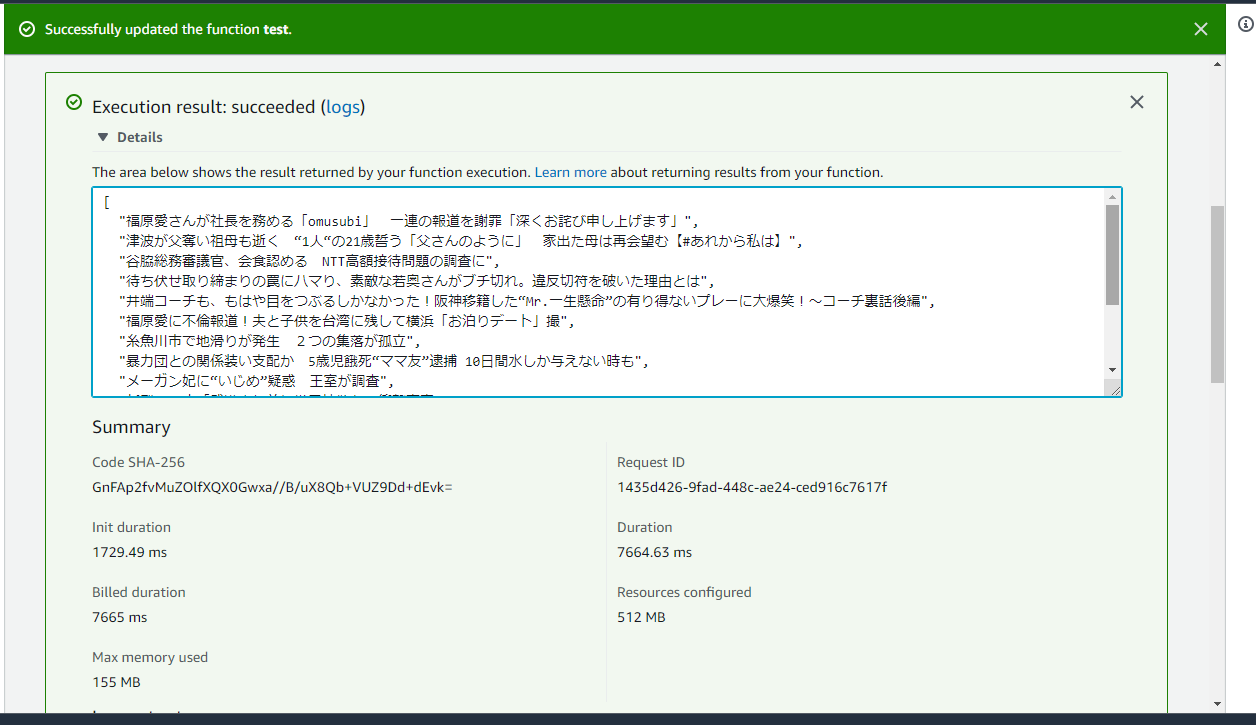 Successfully updated the function test.
Execution result: succeeded (logs)
▼ Details
The area below shows the result returned by your function execution. Learn more about returning results from your function.
[
"福原愛さんが社長を務める「omusubi」　一連の報道を謝罪「深くお詫び申し上げます」",
"津波が父奪い祖母も逝く　“1人“の21歳誓う「父さんのように」　家出た母は再会望む【#あれから私は】",
"谷脇総務審議官、会食認める　NTT高額接待問題の調査に",
"待ち伏せ取り締まりの罠にハマり、素敵な若奥さんがブチ切れ。違反切符を破いた理由とは",
"井端コーチも、もはや目をつぶるしかなかった！阪神移籍した“Mr.一生懸命”の有り得ないプレーに大爆笑！～コーチ裏話後編",
"福原愛に不倫報道！夫と子供を台湾に残して横浜「お泊りデート」撮",
"糸魚川市で地滑りが発生　２つの集落が孤立",
"暴力団との関係装い支配か　5歳児餓死“ママ友”逮捕 10日間水しか与えない時も",
"メーガン妃に“いじめ”疑惑　王室が調査",
Summary
Code SHA-256
GnFAp2fvMuZOlfXQX0Gwxa//B/uX8Qb+VUZ9Dd+dEvk=
Request ID
1435d426-9fad-448c-ae24-ced916c7617f
Init duration
1729.49 ms
Duration
7664.63 ms
Billed duration
7665 ms
Resources configured
512 MB
Max memory used
155 MB